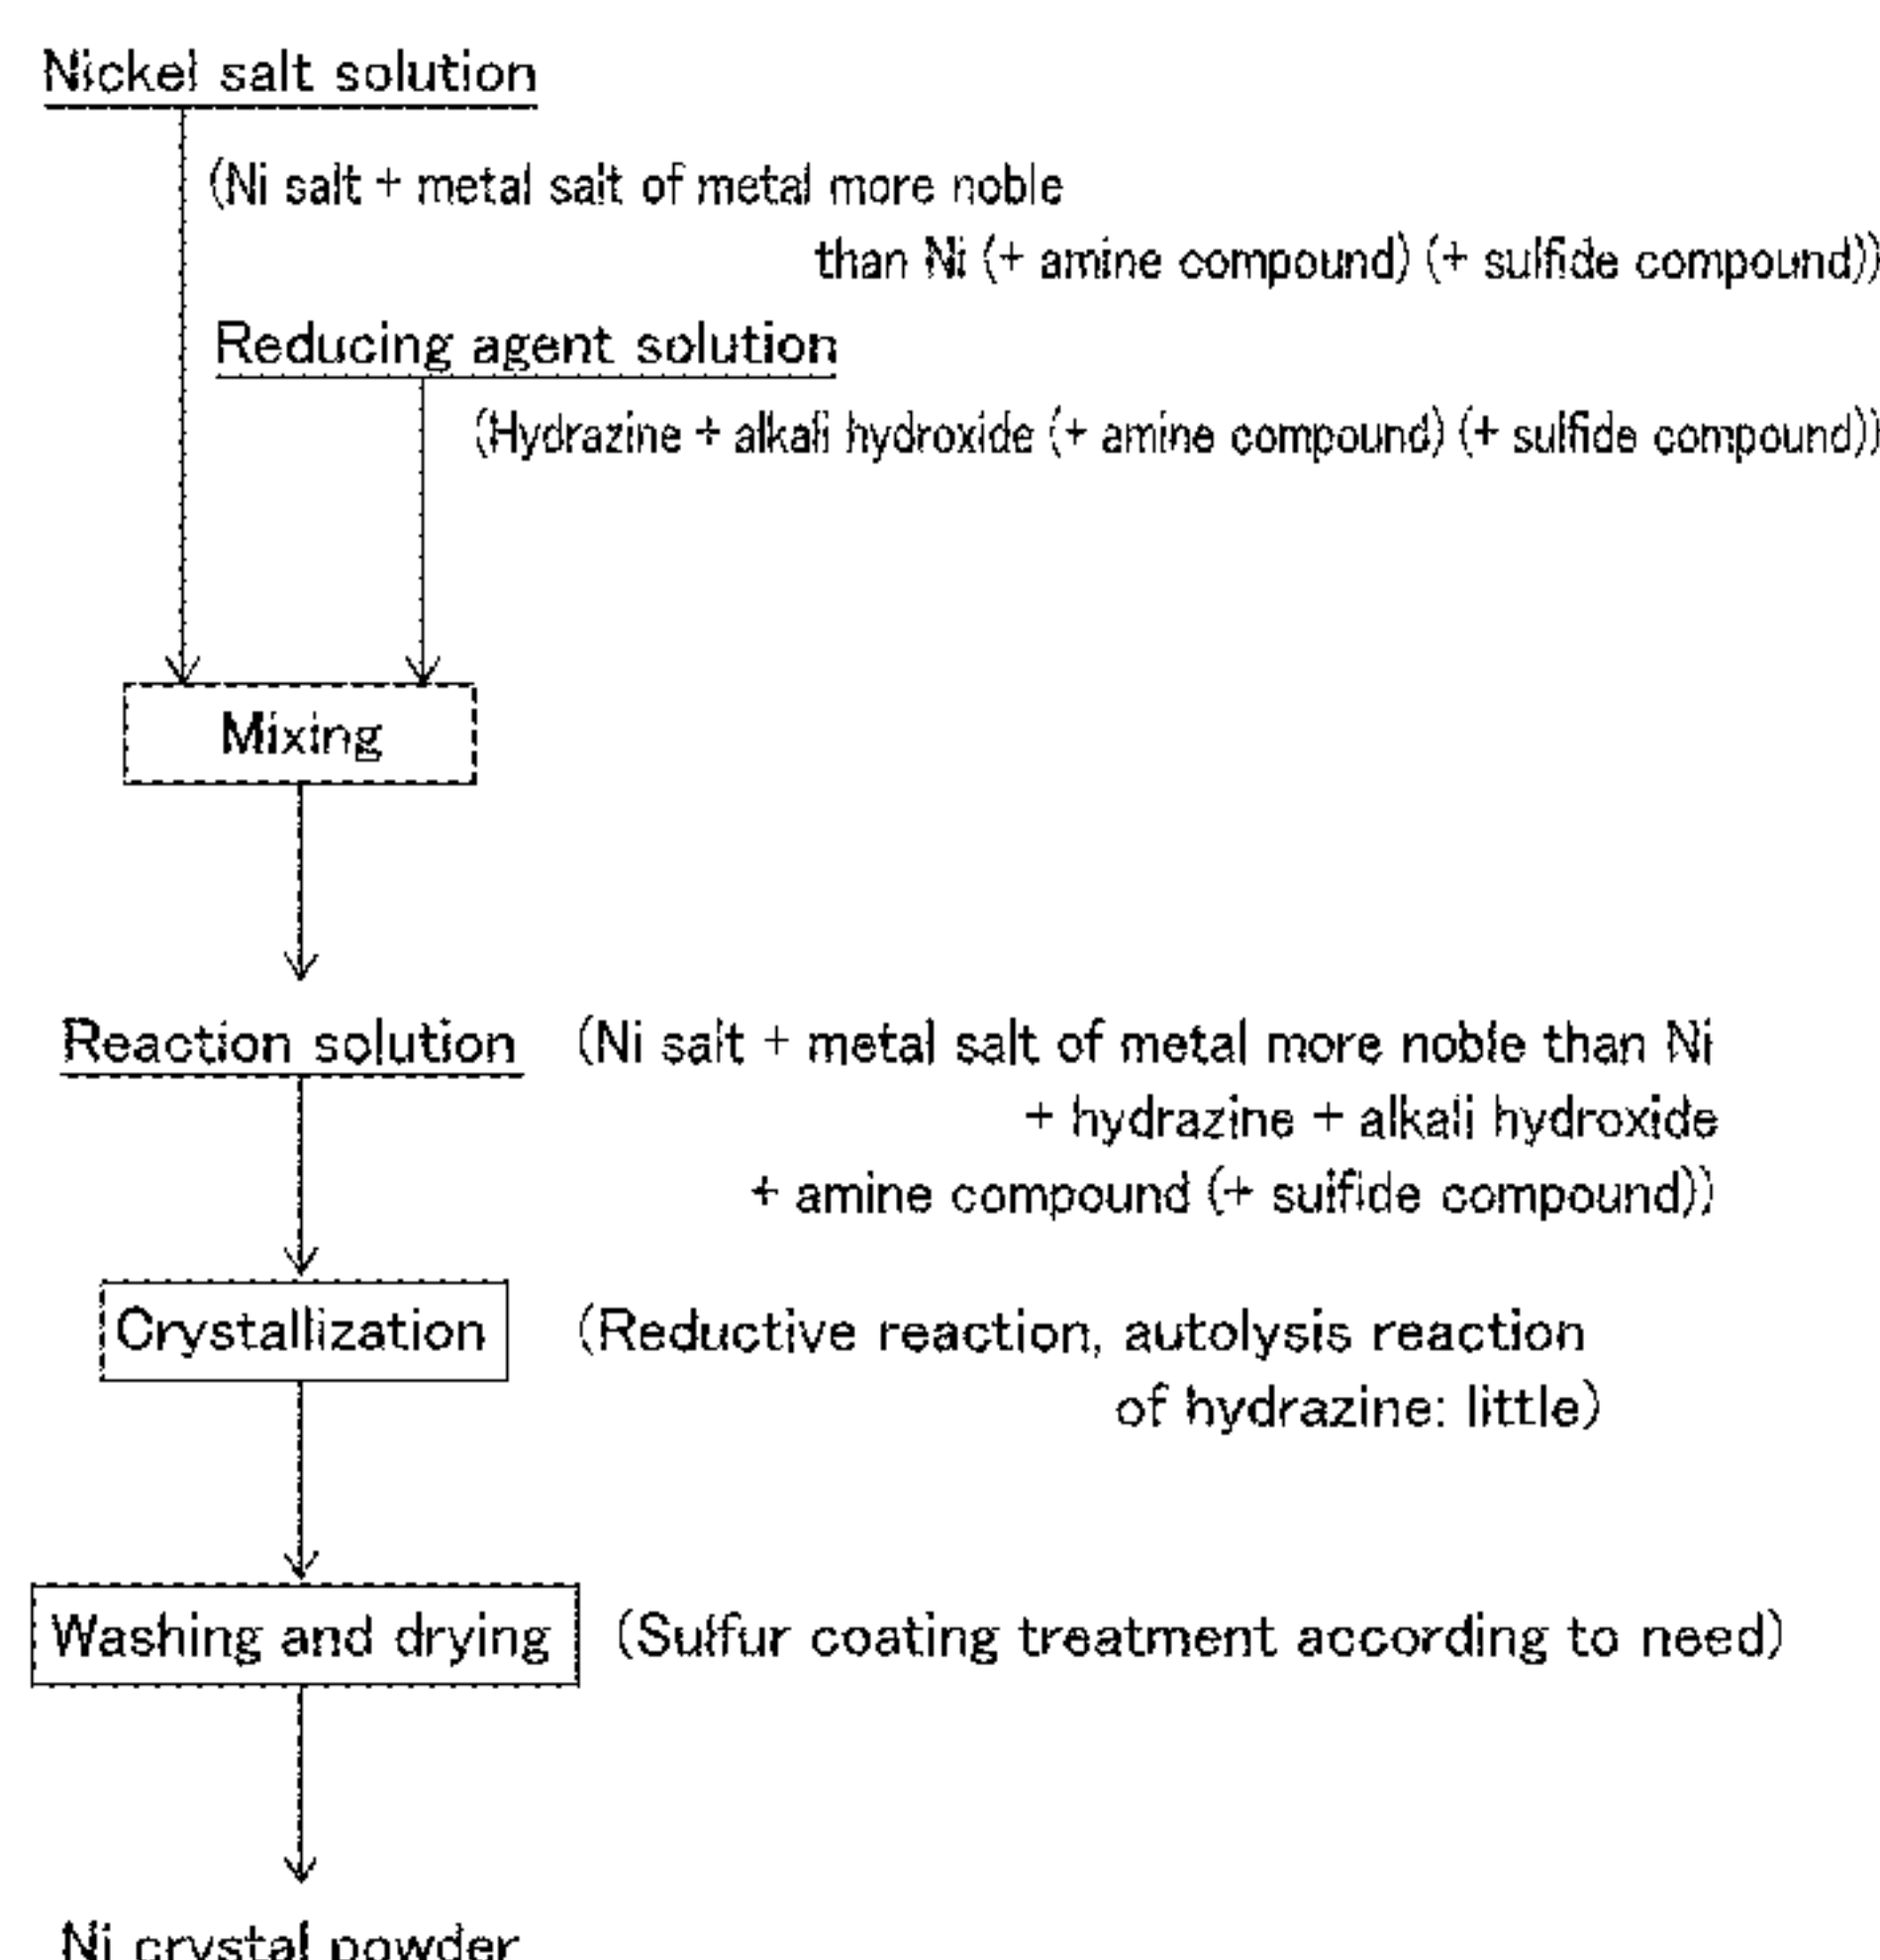 Nickel salt solution
(Ni salt + metal salt of metal more noble
than Ni (+ amine compound) (+ sulfide compound))
Reducing agent solution
(Hydrazine + alkali hydroxide (+ amine compound) (+ sulfide compound))
Mixing
Reaction solution (Ni salt + metal salt of metal more noble than Ni
+ hydrazine + alkali hydroxide
+ amine compound (+ sulfide compound))
Crystallization (Reductive reaction, autolysis reaction
of hydrazine: little)
Washing and drying (Sulfur coating treatment according to need)
Ni crystal powder